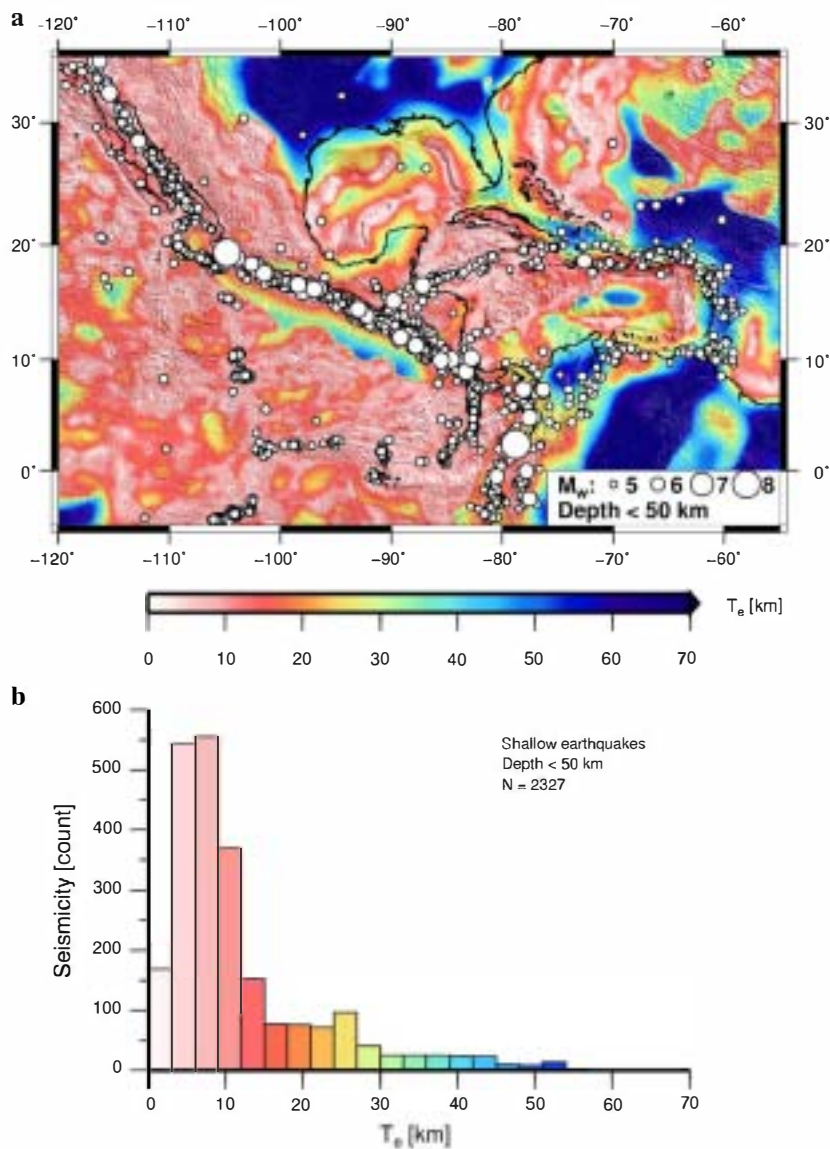 a
−120° −110° −100° −90° −80° −70° −60°
30° 30°
20° 20°
10° 10°
0° 0°
Mw: 5 6 7 8
Depth < 50 km
−120° −110° −100° −90° −80° −70° −60°
Te [km]
0 10 20 30 40 50 60 70
b
600
500
400
300
200
100
0
Seismicity [count]
Shallow earthquakes
Depth < 50 km
N = 2327
0 10 20 30 40 50 60 70
Te [km]